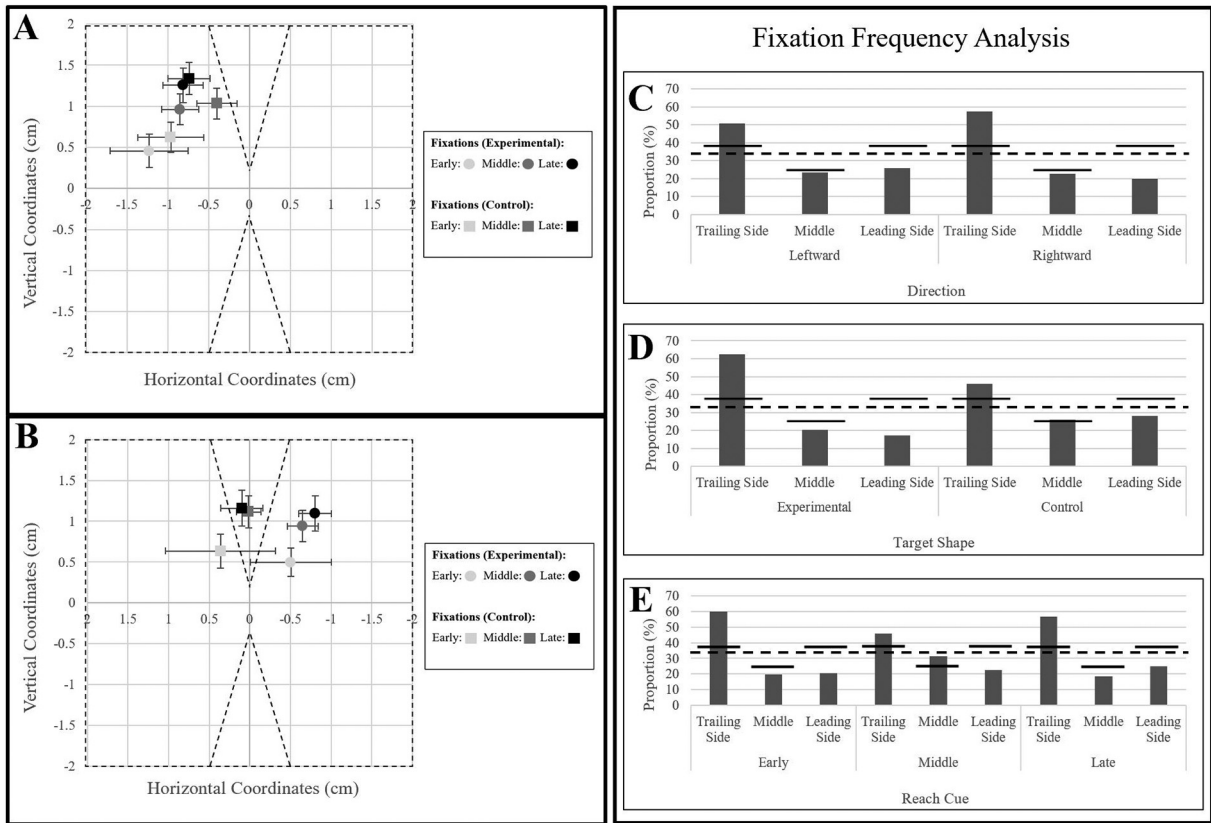 A
2
1.5
1
0.5
0
-2 -1.5 -1 -0.5 0 0.5 1 1.5 2
-0.5
-1
-1.5
-2
Vertical Coordinates (cm)
Horizontal Coordinates (cm)
Fixations (Experimental):
Early: Middle: Late:
Fixations (Control):
Early: Middle: Late:
B
2
1.5
1
0.5
0
2 1.5 1 0.5 0 -0.5 -1 -1.5 -2
-0.5
-1
-1.5
-2
Vertical Coordinates (cm)
Horizontal Coordinates (cm)
Fixations (Experimental):
Early: Middle: Late:
Fixations (Control):
Early: Middle: Late:
Fixation Frequency Analysis
C
Proportion (%)
70
60
50
40
30
20
10
0
Trailing Side Middle Leading Side Trailing Side Middle Leading Side
Leftward Rightward
Direction
D
Proportion (%)
70
60
50
40
30
20
10
0
Trailing Side Middle Leading Side Trailing Side Middle Leading Side
Experimental Control
Target Shape
E
Proportion (%)
70
60
50
40
30
20
10
0
Trailing Middle Leading Trailing Middle Leading Trailing Middle Leading
Side Side Side Side Side Side
Early Middle Late
Reach Cue